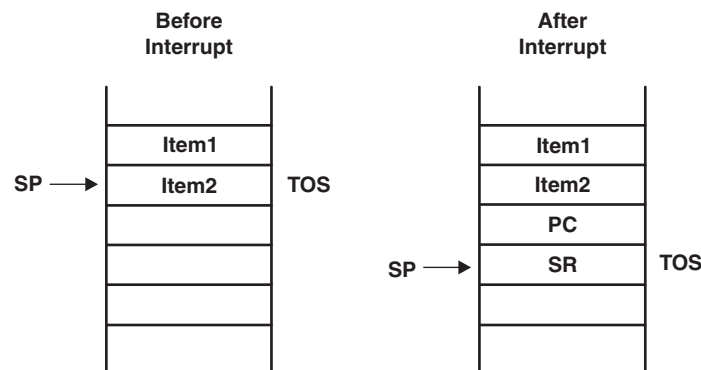 Before
Interrupt
Item1
SP
Item2
TOS
After
Interrupt
Item1
Item2
PC
SP
SR
TOS